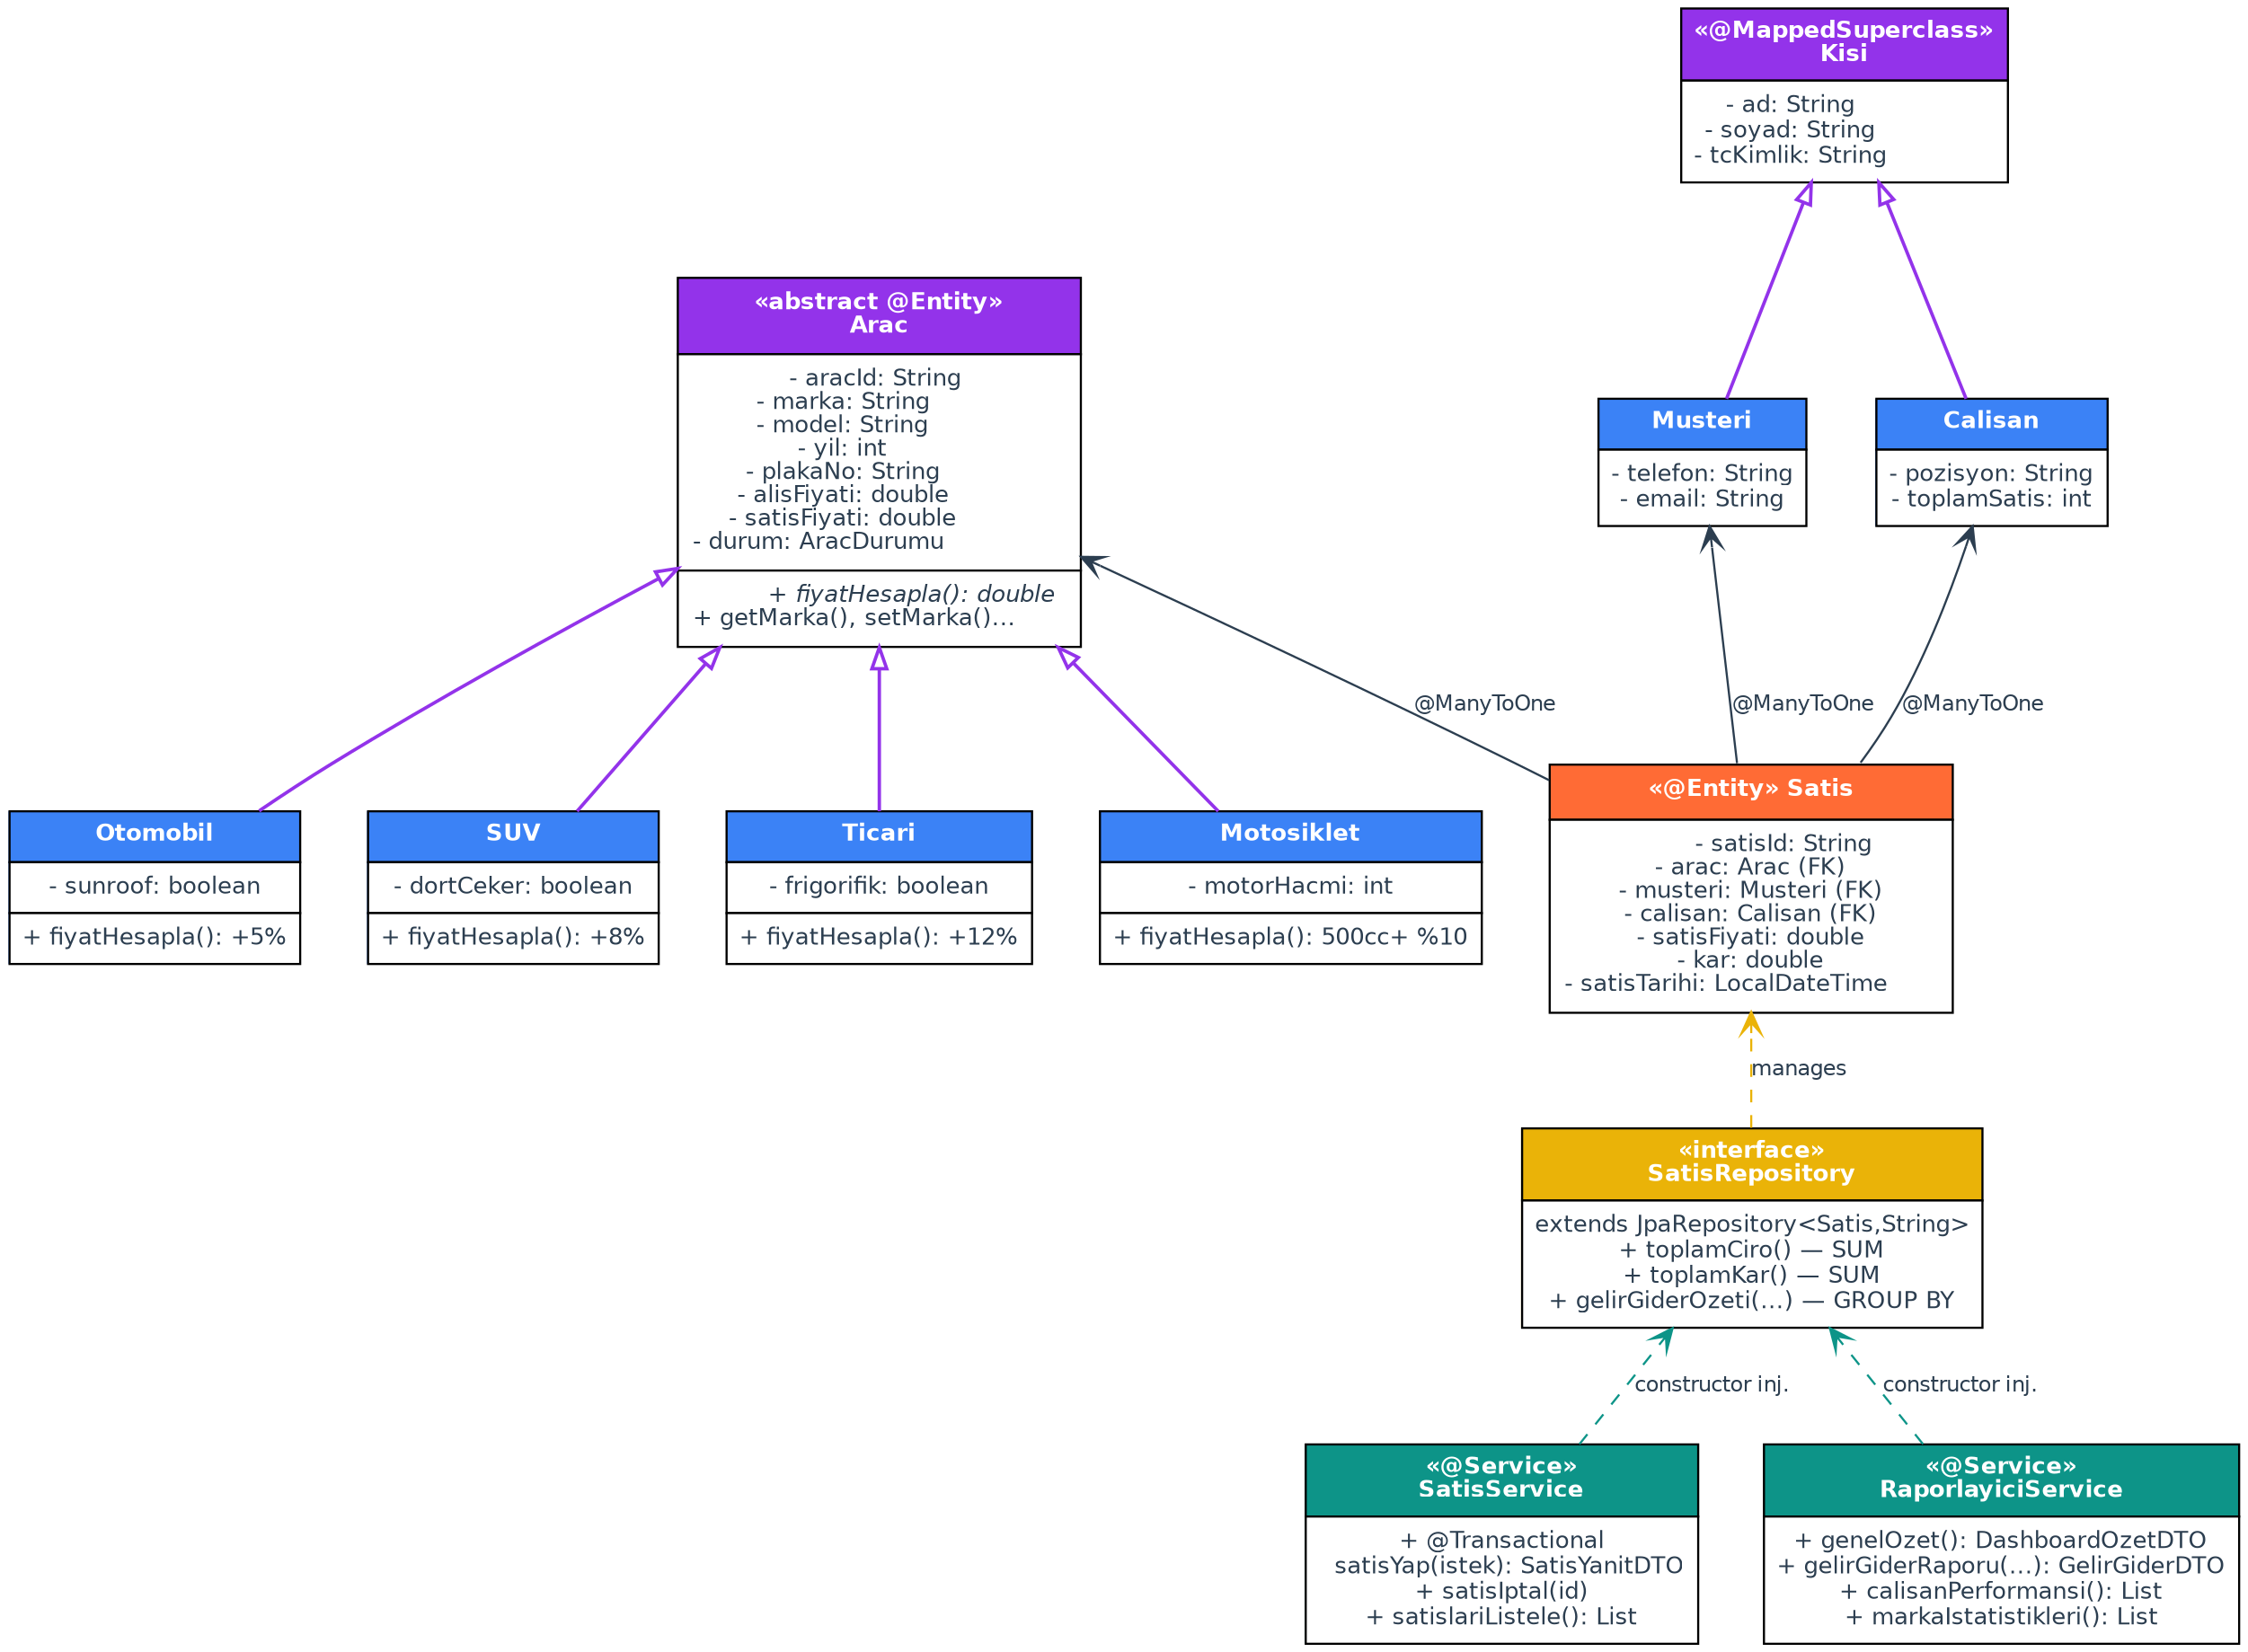 «@MappedSuperclass»
Kisi
- ad: String
- soyad: String
- tcKimlik: String
«abstract @Entity»
Arac
- aracId: String
- marka: String
- model: String
- yil: int
- plakaNo: String
- alisFiyati: double
- satisFiyati: double
- durum: AracDurumu
+ fiyatHesapla(): double
+ getMarka(), setMarka()...
Musteri
- telefon: String
- email: String
Calisan
- pozisyon: String
- toplamSatis: int
@ManyToOne
@ManyToOne
@ManyToOne
Otomobil
- sunroof: boolean
+ fiyatHesapla(): +5%
SUV
- dortCeker: boolean
+ fiyatHesapla(): +8%
Ticari
- frigorifik: boolean
+ fiyatHesapla(): +12%
Motosiklet
- motorHacmi: int
+ fiyatHesapla(): 500cc+ %10
«@Entity» Satis
- satisId: String
- arac: Arac (FK)
- musteri: Musteri (FK)
- calisan: Calisan (FK)
- satisFiyati: double
- kar: double
- satisTarihi: LocalDateTime
manages
«interface»
SatisRepository
extends JpaRepository<Satis,String>
+ toplamCiro() — SUM
+ toplamKar() — SUM
+ gelirGiderOzeti(...) — GROUP BY
constructor inj.
constructor inj.
«@Service»
SatisService
+ @Transactional
satisYap(istek): SatisYanitDTO
+ satisIptal(id)
+ satislariListele(): List
«@Service»
RaporlayiciService
+ genelOzet(): DashboardOzetDTO
+ gelirGiderRaporu(...): GelirGiderDTO
+ calisanPerformansi(): List
+ markaIstatistikleri(): List